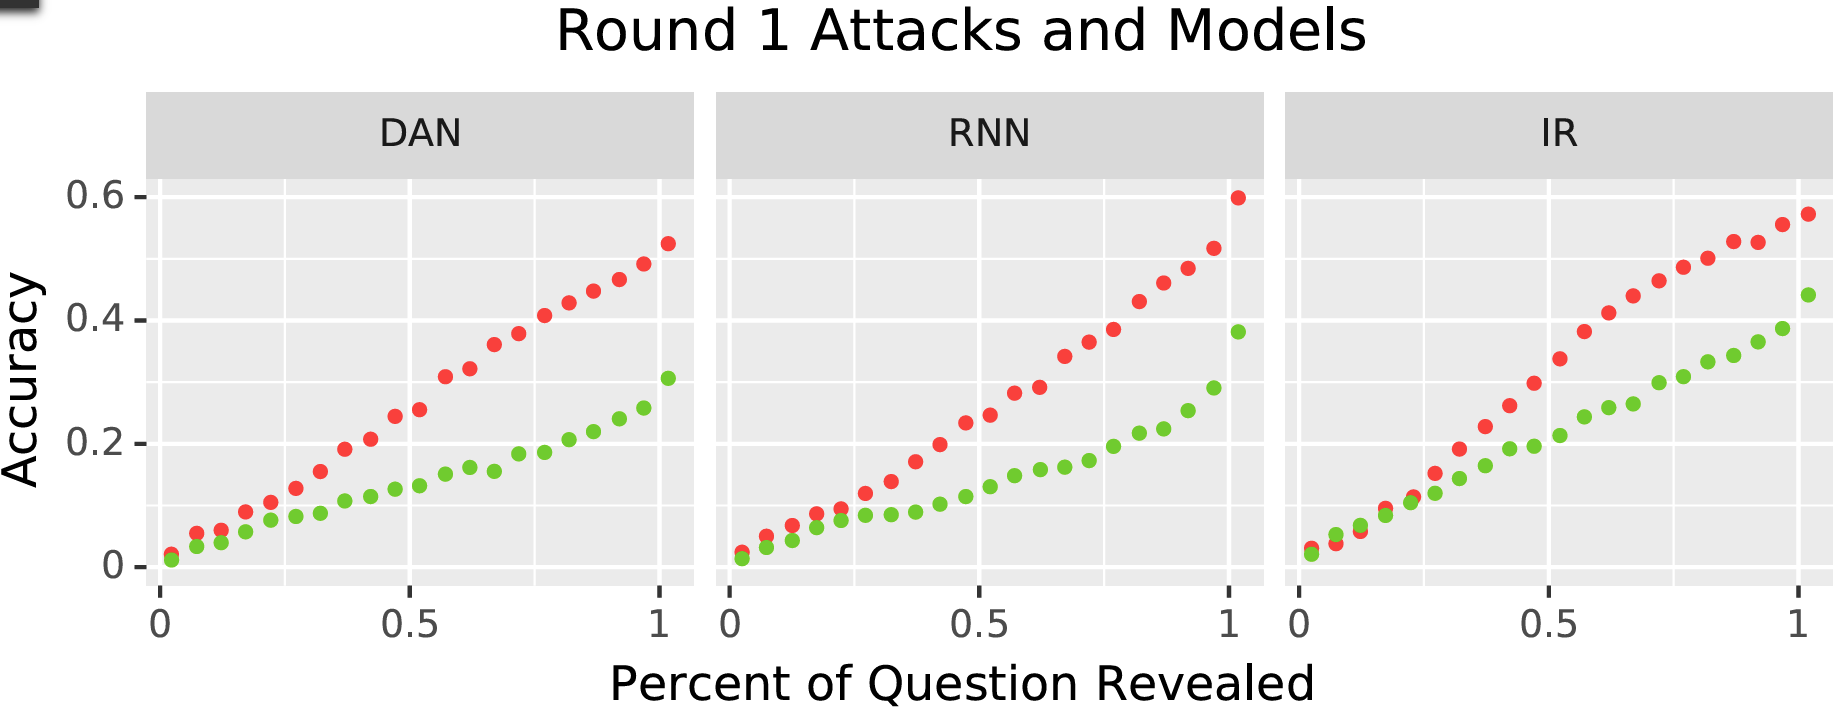 Round 1 Attacks and Models
DAN
RNN
IR
Accuracy
0.6
0.4
0.2
0
0 0.5 1
0 0.5 1
0 0.5 1
Percent of Question Revealed